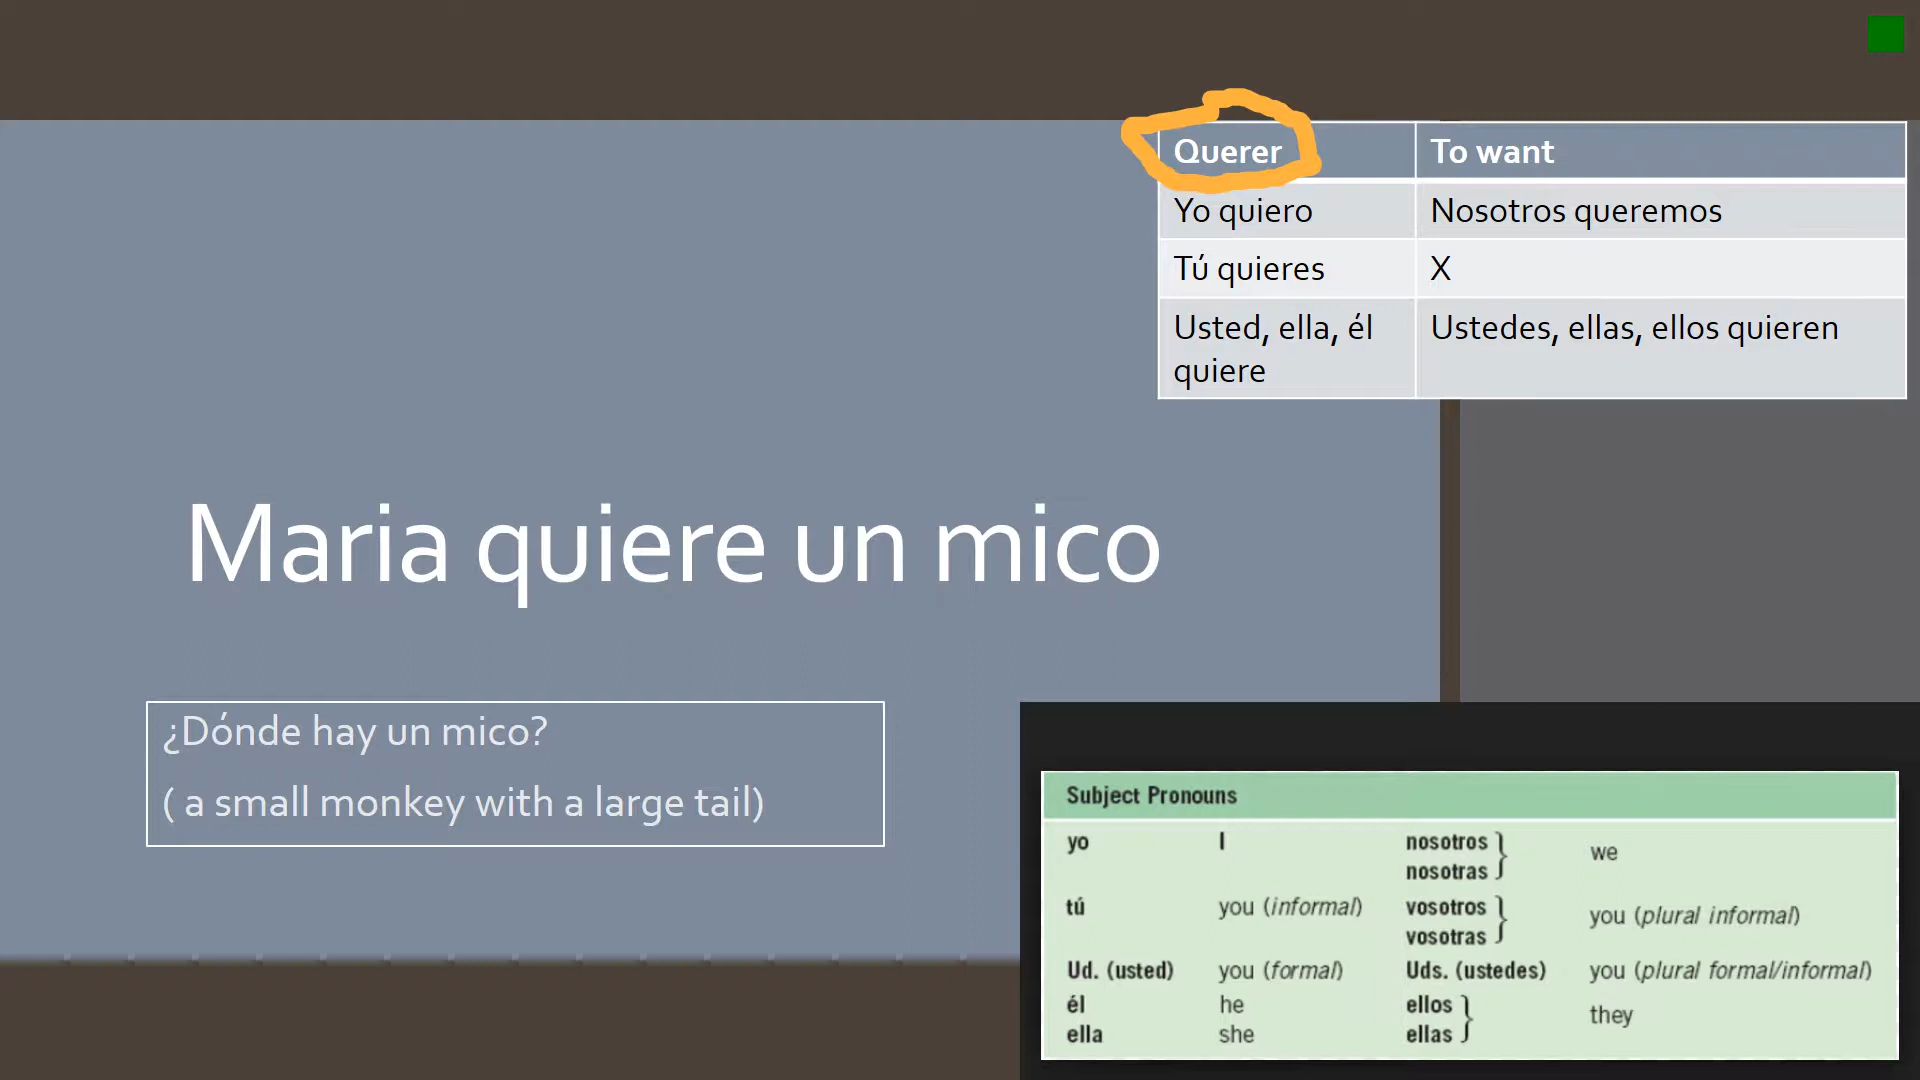 Querer To want
Yo quiero Nosotros queremos
Tú quieres X
Usted, ella, él Ustedes, ellas, ellos quieren
quiere
Maria quiere un mico
¿Dónde hay un mico?
( a small monkey with a large tail)
Subject Pronouns
yo I nosotros } we
nosotras
tú you (informal) vosotros } you (plural informal)
vosotras
Ud. (usted) you (formal) Uds. (ustedes) you (plural formal/informal)
él he ellos } they
ella she ellas